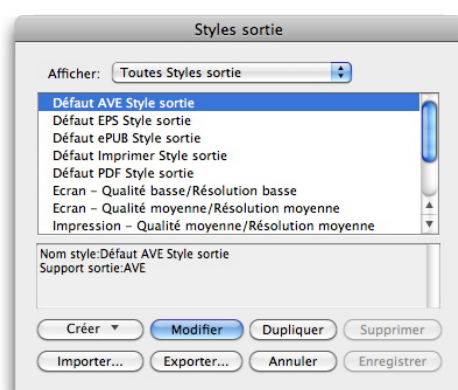 Styles sortie
Afficher: Toutes Styles sortie
Défaut AVE Style sortie
Défaut EPS Style sortie
Défaut ePUB Style sortie
Défaut Imprimer Style sortie
Défaut PDF Style sortie
Ecran – Qualité basse/Résolution basse
Ecran – Qualité moyenne/Résolution moyenne
Impression – Qualité moyenne/Résolution moyenne
Nom style:Défaut AVE Style sortie
Support sortie:AVE
Créer Modifier Dupliquer Supprimer
Importer... Exporter... Annuler Enregistrer